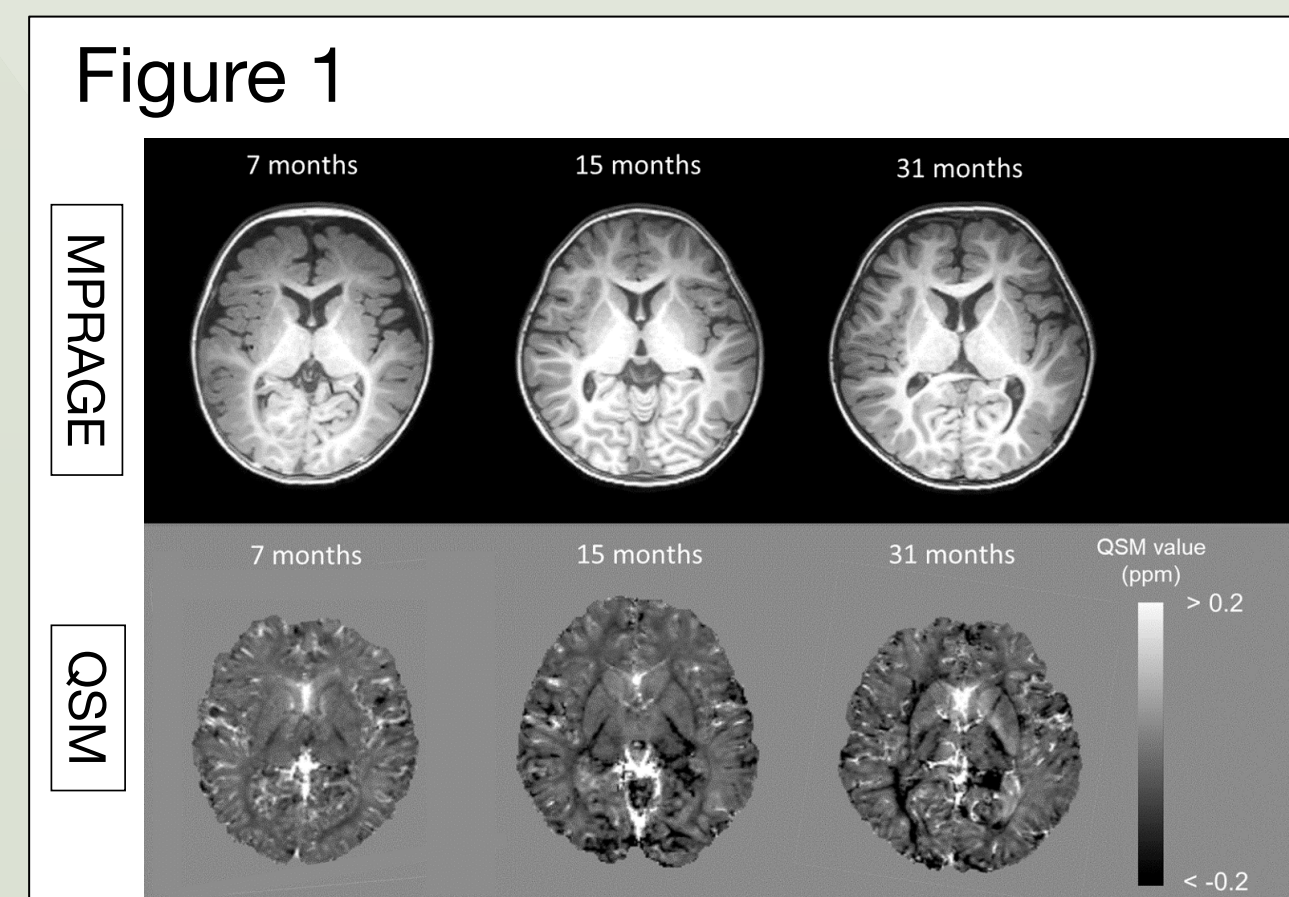 Figure 1
MPRAGE
7 months
15 months
31 months
QSM
7 months
15 months
31 months
QSM value
(ppm)
> 0.2
< -0.2